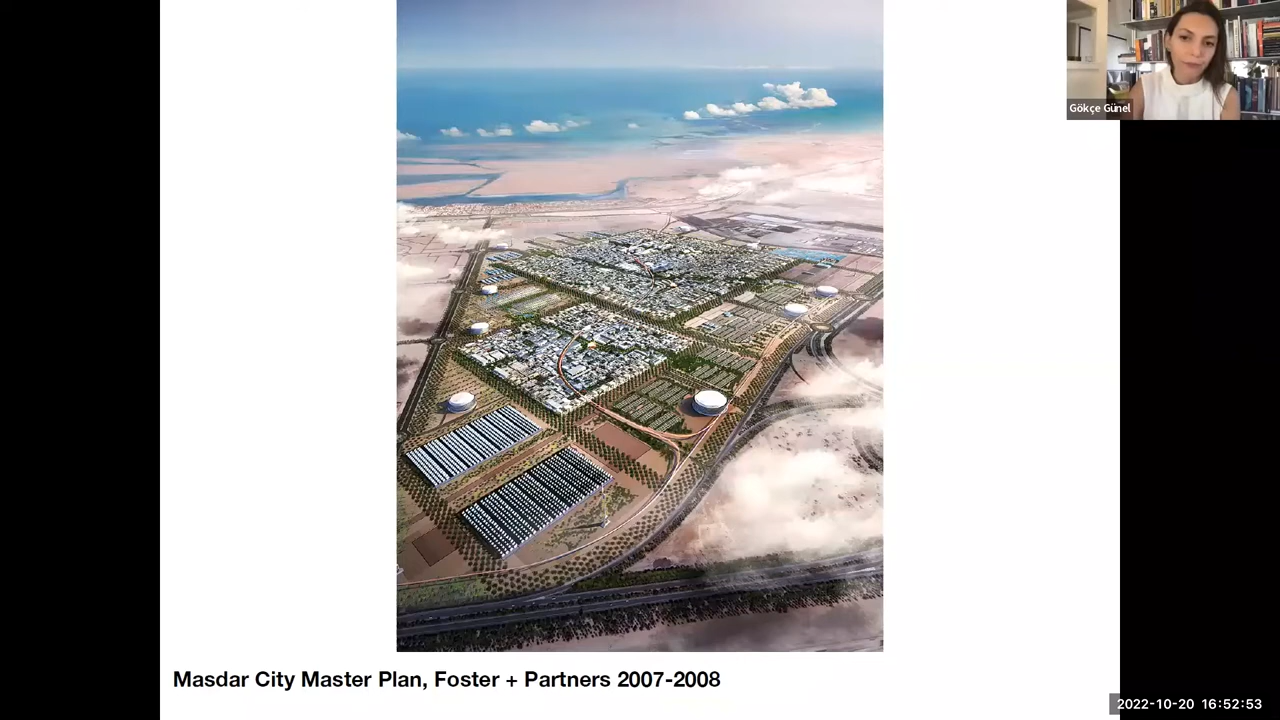 Gökçe Günel
Masdar City Master Plan, Foster + Partners 2007-2008
2022-10-20 16:52:53